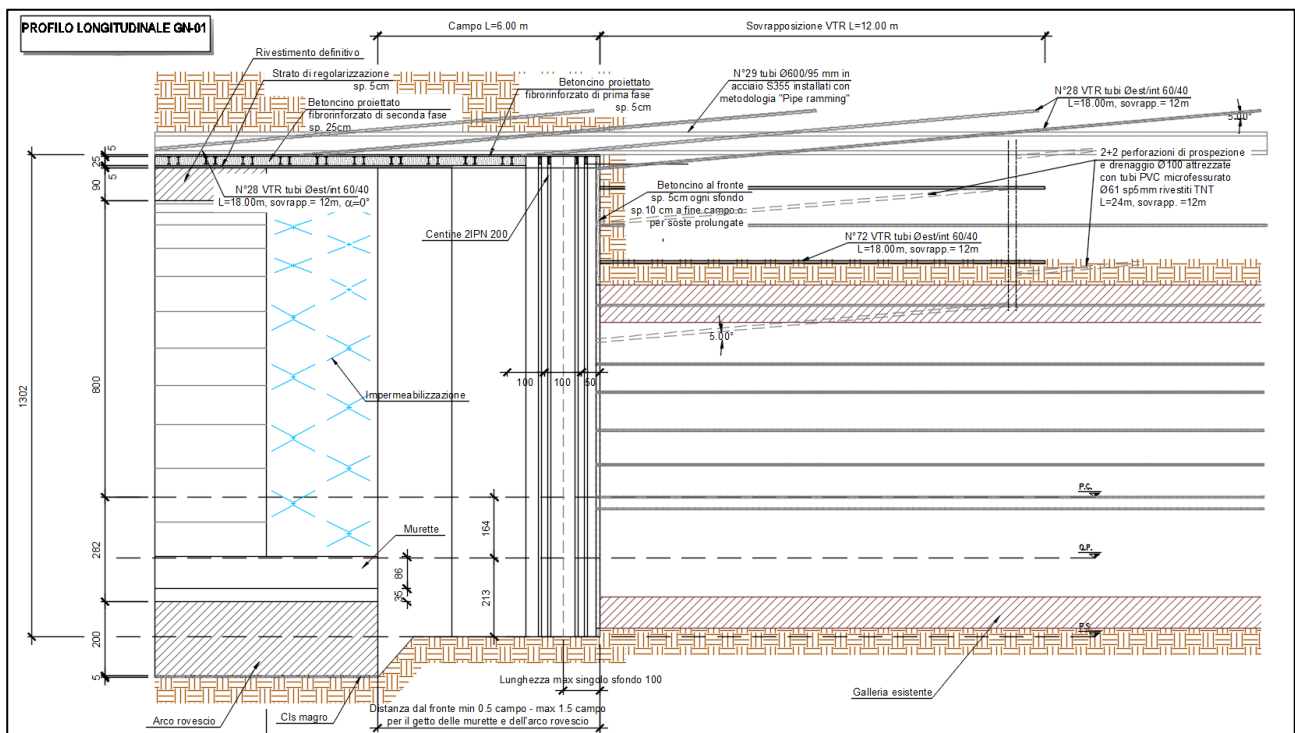 PROFILO LONGITUDINALE GN-01
Campo L=6.00 m
Sovrapposizione VTR L=12.00 m
Rivestimento definitivo
Strato di regolarizzazione
sp. 5cm
Betoncino proiettato
fibrorinforzato di seconda fase
sp. 25cm
Betoncino proiettato
fibrorinforzato di prima fase
sp. 5cm
N°29 tubi Ø600/95 mm in
acciaio S355 installati con
metodologia "Pipe ramming"
N°28 VTR tubi Øest/int 60/40
L=18.00m, sovrapp.= 12m
5.00°
2+2 perforazioni di prospezione
e drenaggio Ø100 attrezzate
con tubi PVC microfessurato
Ø61 sp5mm rivestiti TNT
L=24m, sovrapp. =12m
N°28 VTR tubi Øest/int 60/40
L=18.00m, sovrapp.= 12m, α=0°
Betoncino al fronte
sp. 5cm ogni sfondo
sp.10 cm a fine campo o
per soste prolungate
Centine 2IPN 200
N°72 VTR tubi Øest/int 60/40
L=18.00m, sovrapp.= 12m
5.00°
5
25
5
90
800
1302
282
200
5
100
100
50
Impermeabilizzazione
P.C.
164
Murette
86
35
213
P.S.
Lunghezza max singolo sfondo 100
Galleria esistente
Distanza dal fronte min 0.5 campo - max 1.5 campo
per il getto delle murette e dell'arco rovescio
Arco rovescio
Cls magro